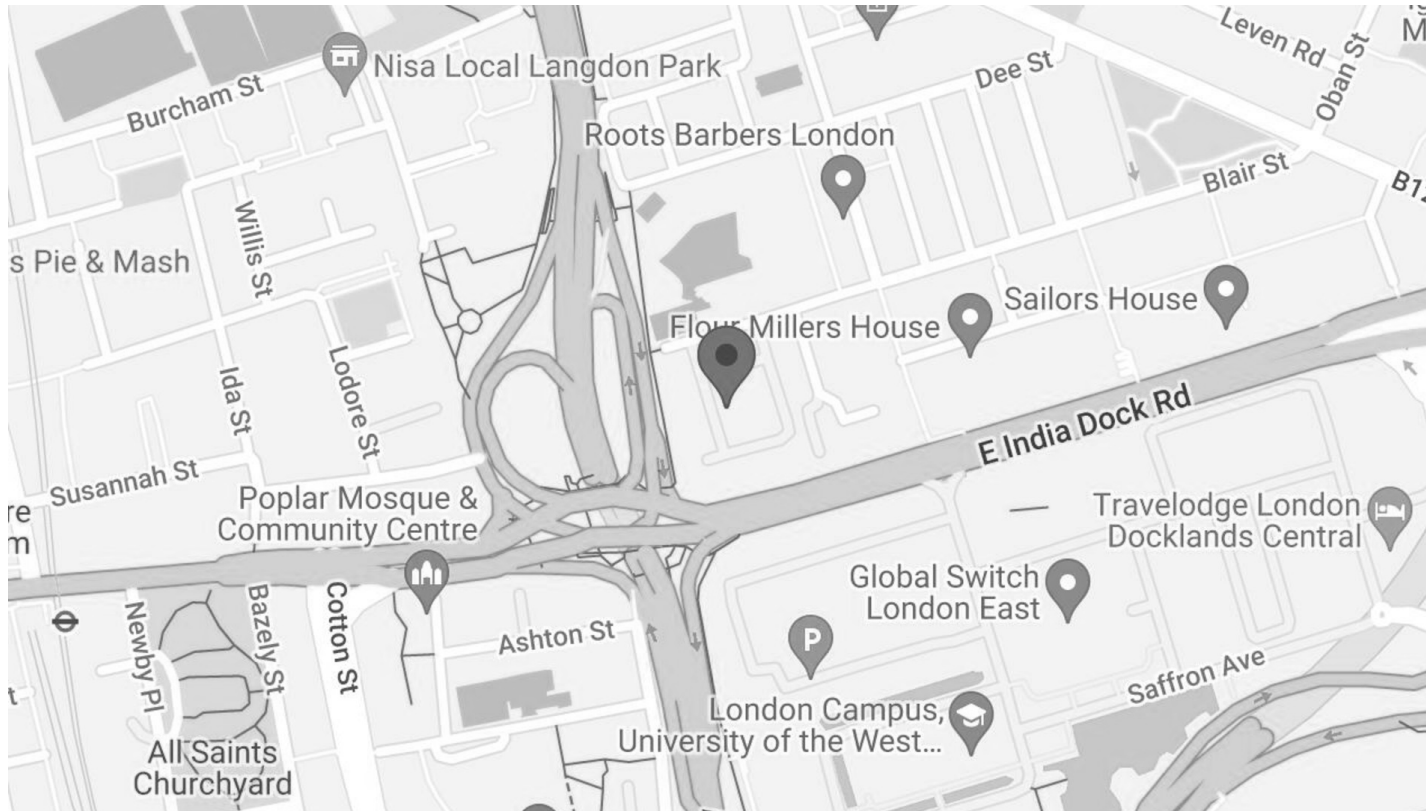 Leven Rd
Oban St
Nisa Local Langdon Park
Dee St
Burcham St
Roots Barbers London
Blair St
Willis St
s Pie & Mash
Sailors House
Flour Millers House
Lodore St
Ida St
E India Dock Rd
Susannah St
Poplar Mosque &
Community Centre
Travelodge London
Docklands Central
re
m
Global Switch
London East
Newby Pl
Bazely St
Cotton St
Ashton St
P
Saffron Ave
London Campus,
University of the West...
All Saints
Churchyard